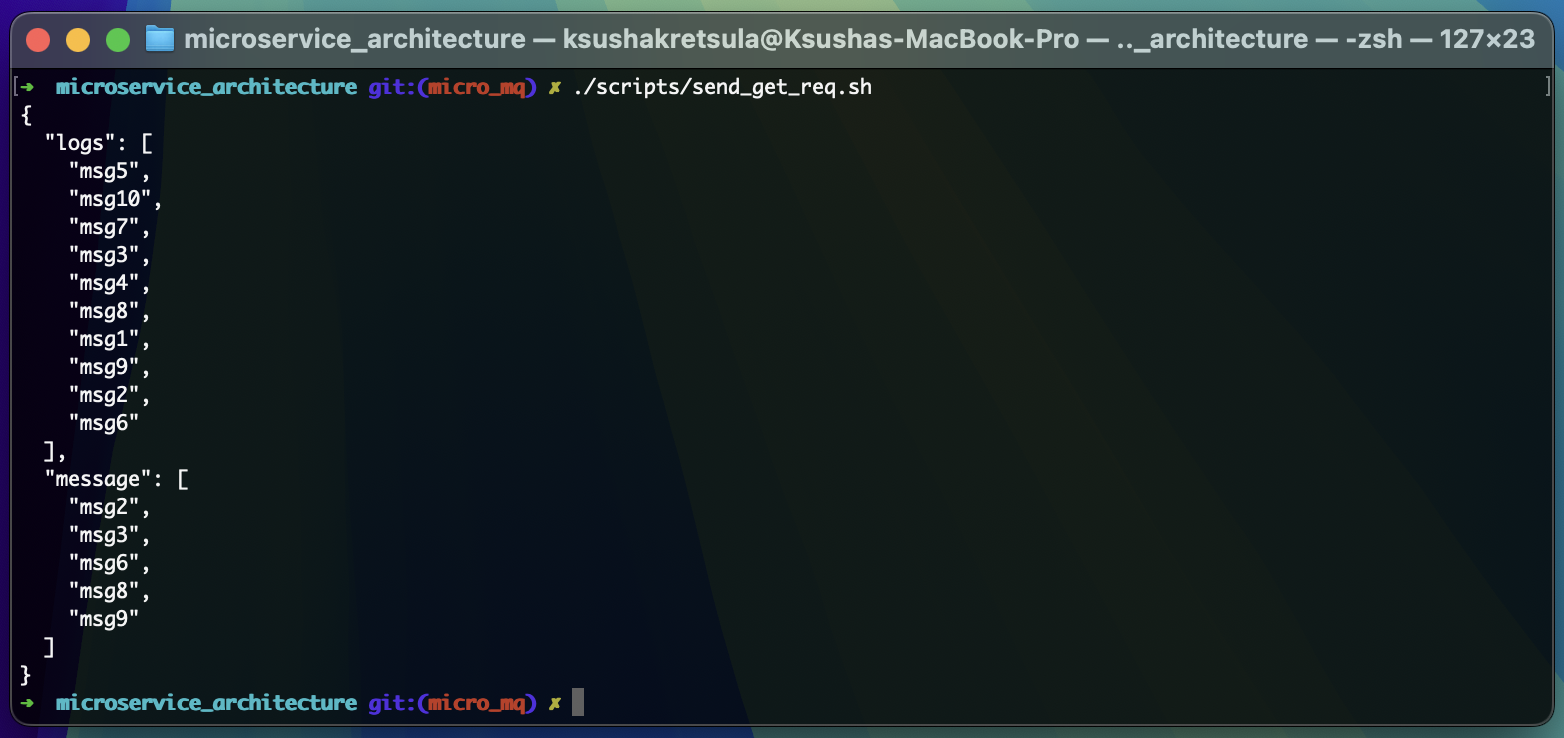 microservice_architecture — ksushakretsula@Ksushas-MacBook-Pro — .._architecture — -zsh — 127×23
[➜  microservice_architecture git:(micro_mq) ✗ ./scripts/send_get_req.sh ]
{
  "logs": [
    "msg5",
    "msg10",
    "msg7",
    "msg3",
    "msg4",
    "msg8",
    "msg1",
    "msg9",
    "msg2",
    "msg6"
  ],
  "message": [
    "msg2",
    "msg3",
    "msg6",
    "msg8",
    "msg9"
  ]
}
➜  microservice_architecture git:(micro_mq) ✗